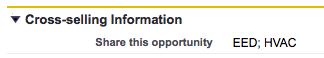 Cross-selling Information
Share this opportunity EED; HVAC